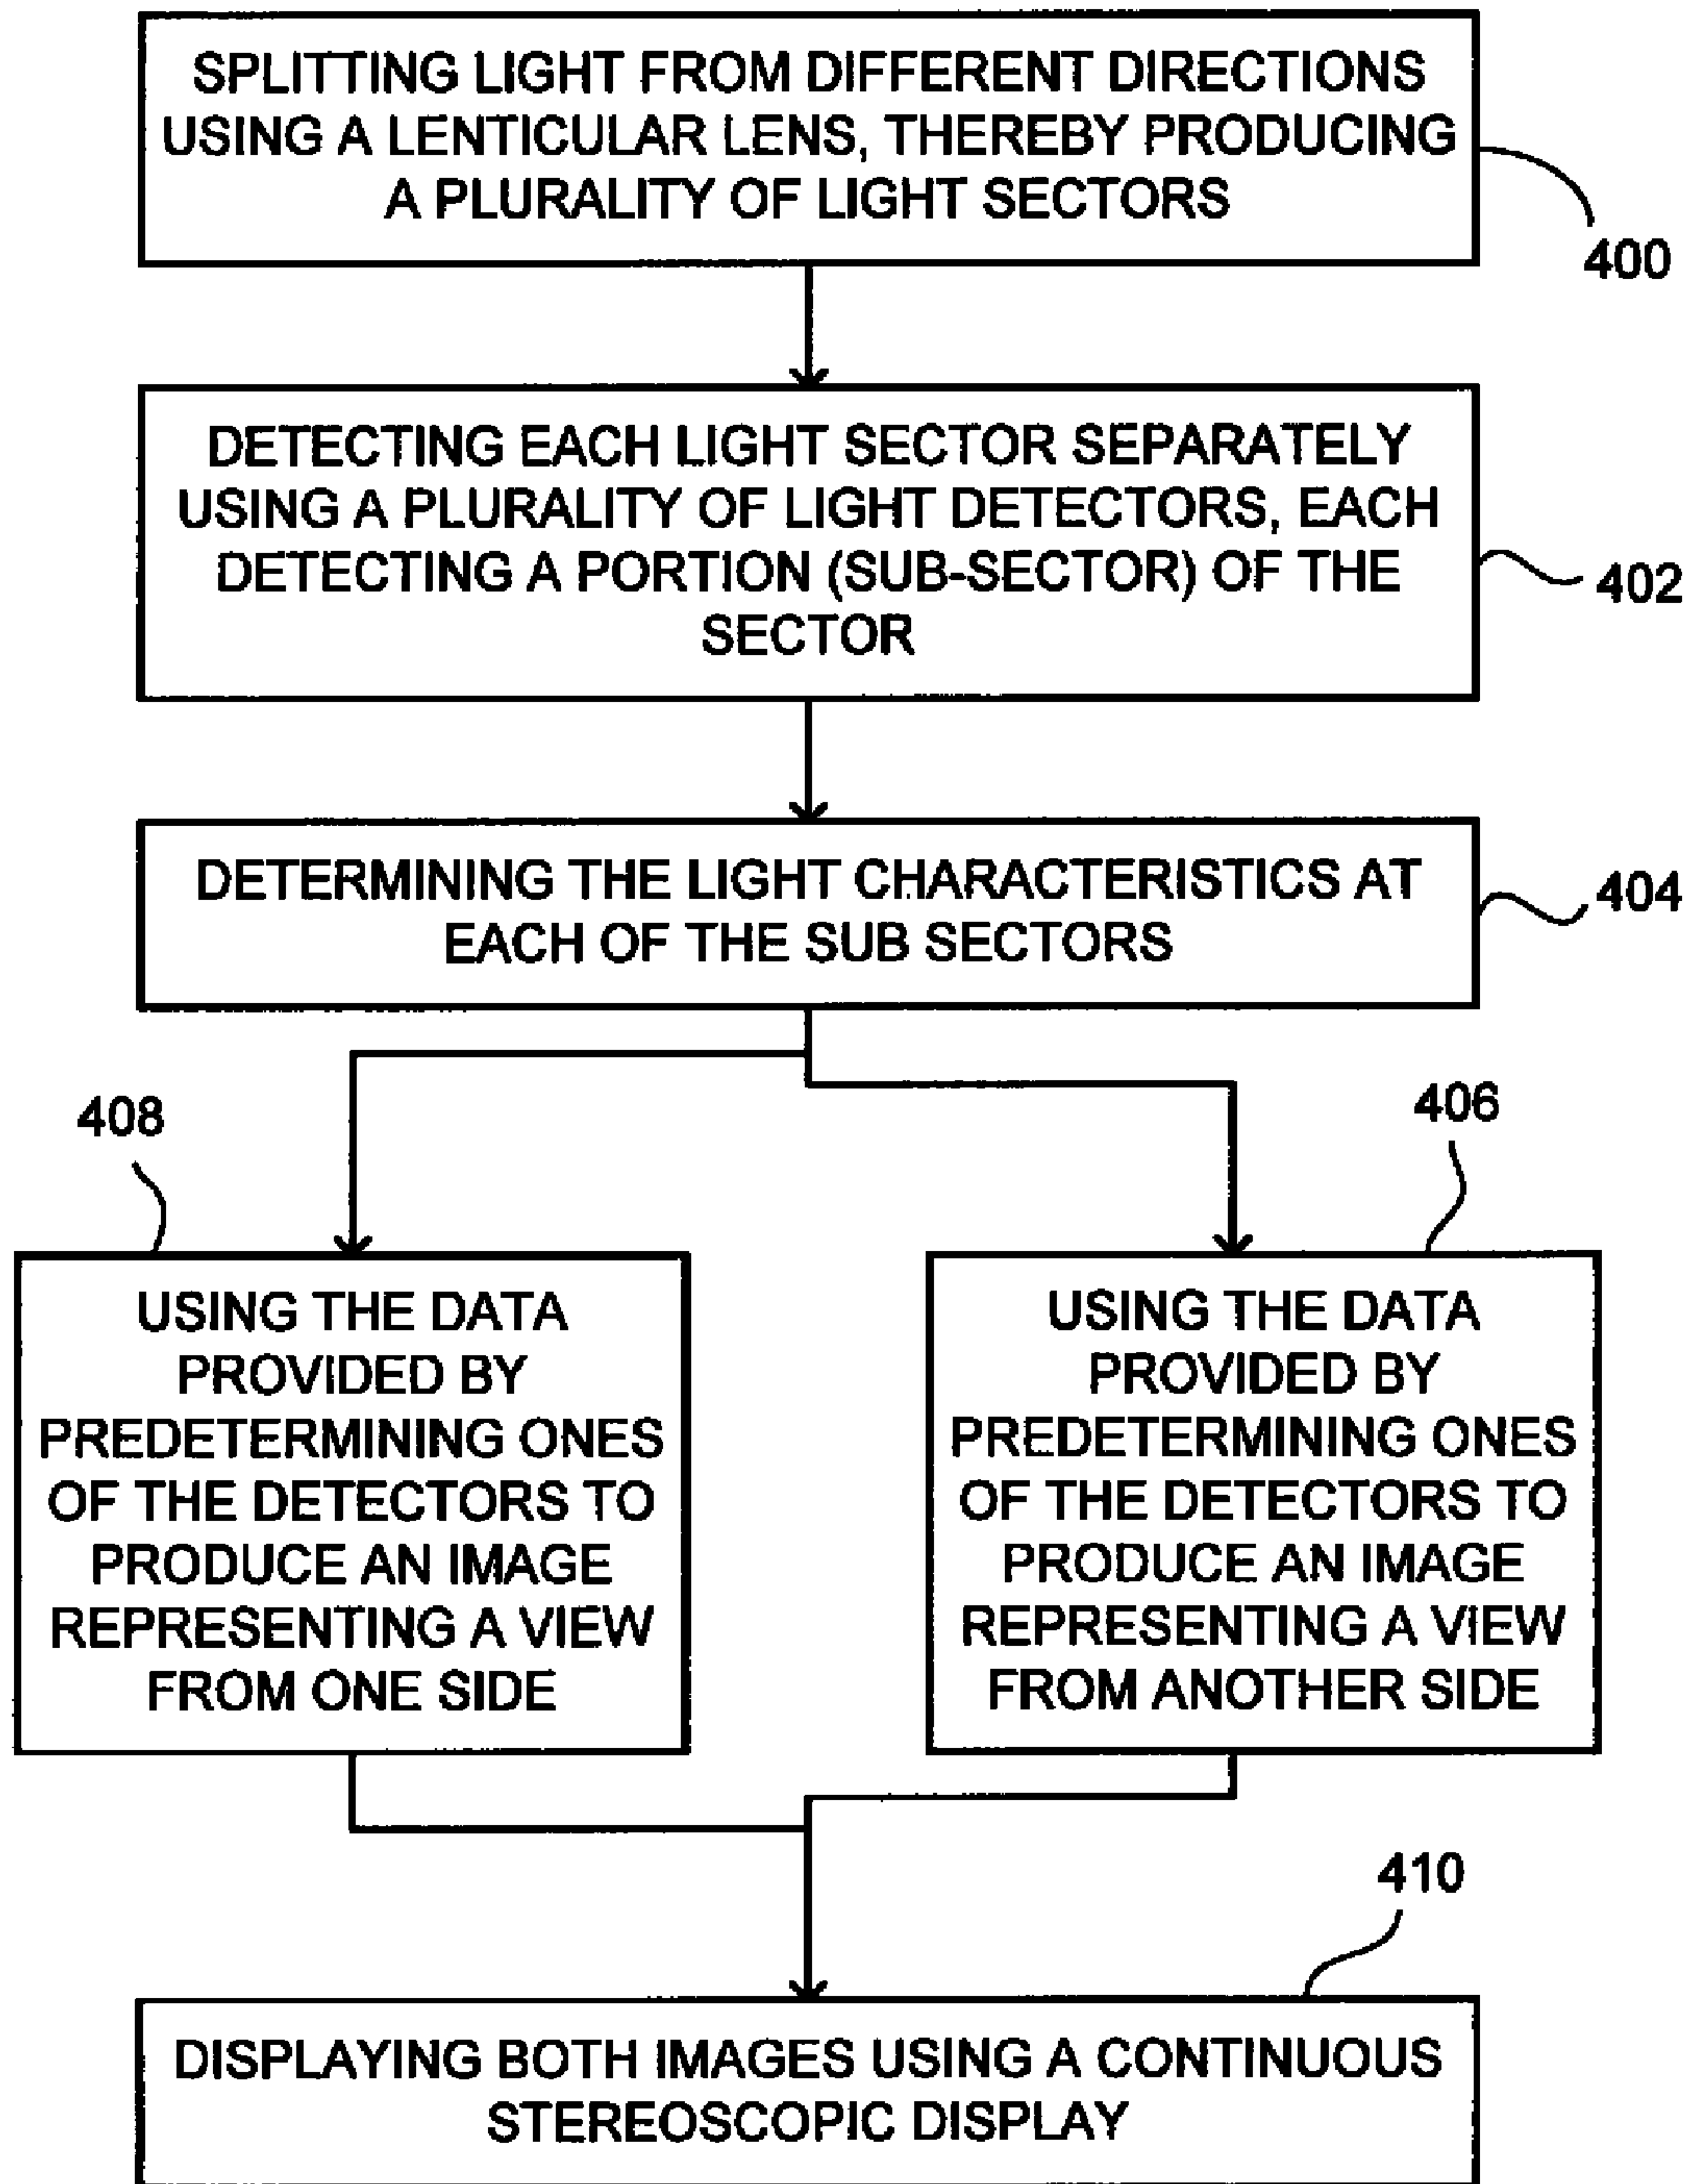 SPLITTING LIGHT FROM DIFFERENT DIRECTIONS
USING A LENTICULAR LENS, THEREBY PRODUCING
A PLURALITY OF LIGHT SECTORS
400
DETECTING EACH LIGHT SECTOR SEPARATELY
USING A PLURALITY OF LIGHT DETECTORS, EACH
DETECTING A PORTION (SUB-SECTOR) OF THE
SECTOR
402
DETERMINING THE LIGHT CHARACTERISTICS AT
EACH OF THE SUB SECTORS
404
408
USING THE DATA
PROVIDED BY
PREDETERMINING ONES
OF THE DETECTORS TO
PRODUCE AN IMAGE
REPRESENTING A VIEW
FROM ONE SIDE
406
USING THE DATA
PROVIDED BY
PREDETERMINING ONES
OF THE DETECTORS TO
PRODUCE AN IMAGE
REPRESENTING A VIEW
FROM ANOTHER SIDE
410
DISPLAYING BOTH IMAGES USING A CONTINUOUS
STEREOSCOPIC DISPLAY